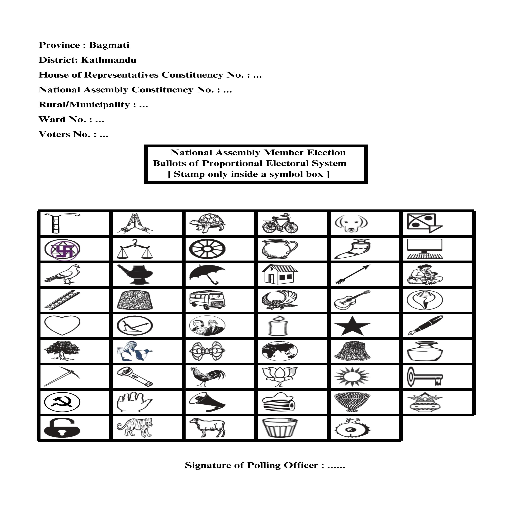 Province : Bagmati
District: Kathmandu
House of Representatives Constituency No. : ...
National Assembly Constituency No. : ...
Rural/Municipality : ...
Ward No. : ...
Voters No. : ...
National Assembly Member Election
Ballots of Proportional Electoral System
[ Stamp only inside a symbol box ]
Signature of Polling Officer : ......